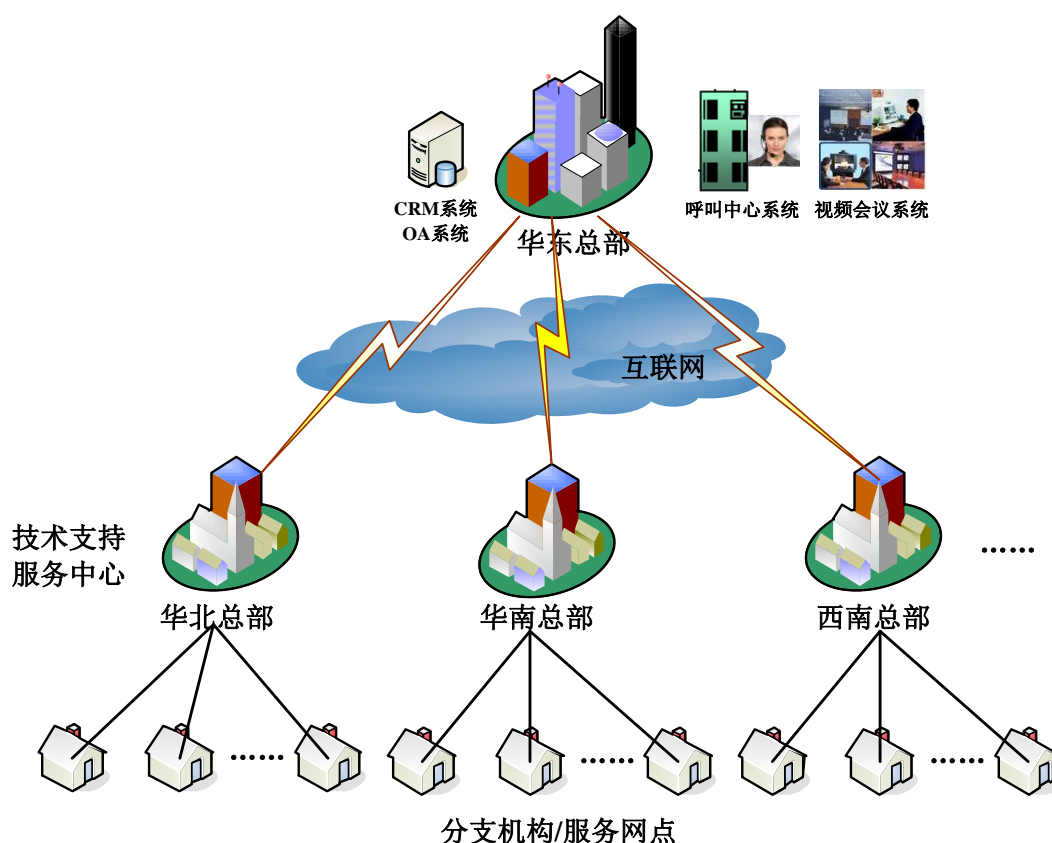 CRM系统
OA系统
呼叫中心系统
视频会议系统
华东总部
互联网
技术支持
服务中心
……
华北总部
华南总部
西南总部
……
……
……
分支机构/服务网点